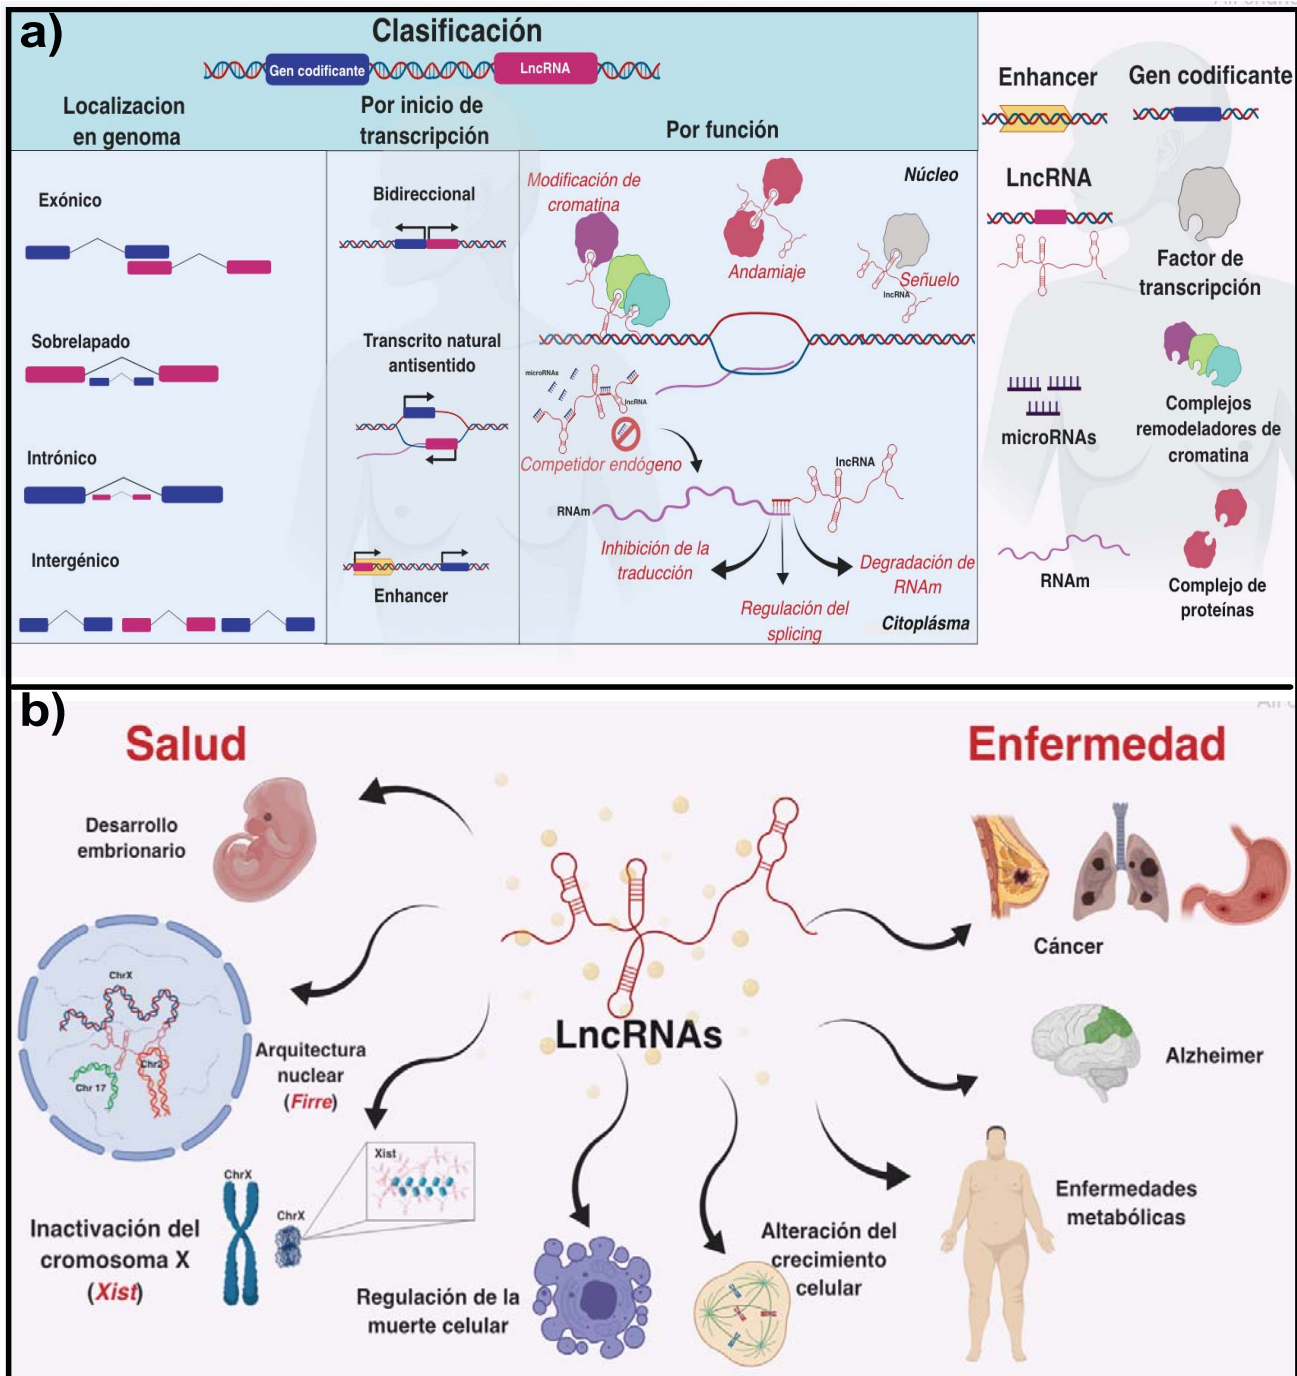 a)
Clasificación
Gen codificante
LncRNA
Localizacion
en genoma
Por inicio de
transcripción
Por función
Exónico
Sobrelapado
Intrónico
Intergénico
Bidireccional
Transcrito natural
antisentido
Enhancer
Modificación de
cromatina
Núcleo
Andamiaje
Señuelo
lncRNA
microRNAs
lncRNA
Competidor endógeno
lncRNA
RNAm
Inhibición de la
traducción
Degradación de
RNAm
Regulación del
splicing
Citoplásma
Enhancer
Gen codificante
LncRNA
Factor de
transcripción
microRNAs
Complejos
remodeladores de
cromatina
RNAm
Complejo de
proteínas
b)
Salud
Enfermedad
Desarrollo
embrionario
ChrX
Chr2
Chr 17
Arquitectura
nuclear
(Firre)
LncRNAs
Cáncer
Alzheimer
Xist
ChrX
ChrX
Inactivación del
cromosoma X
(Xist)
Regulación de la
muerte celular
Alteración del
crecimiento
celular
Enfermedades
metabólicas